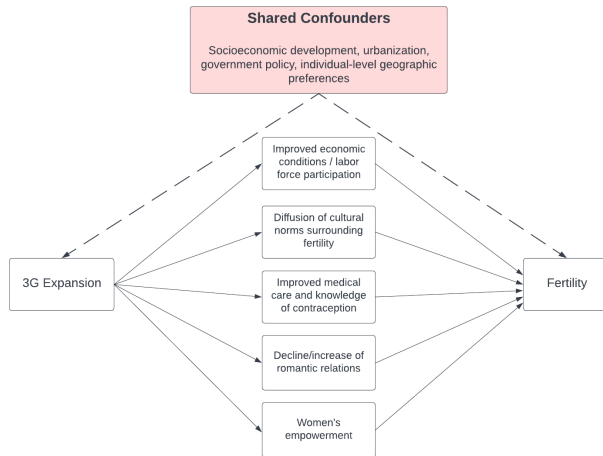 Shared Confounders
Socioeconomic development, urbanization,
government policy, individual-level geographic
preferences
Improved economic
conditions / labor
force participation
Diffusion of cultural
norms surrounding
fertility
3G Expansion
Improved medical
care and knowledge
of contraception
Fertility
Decline/increase of
romantic relations
Women's
empowerment